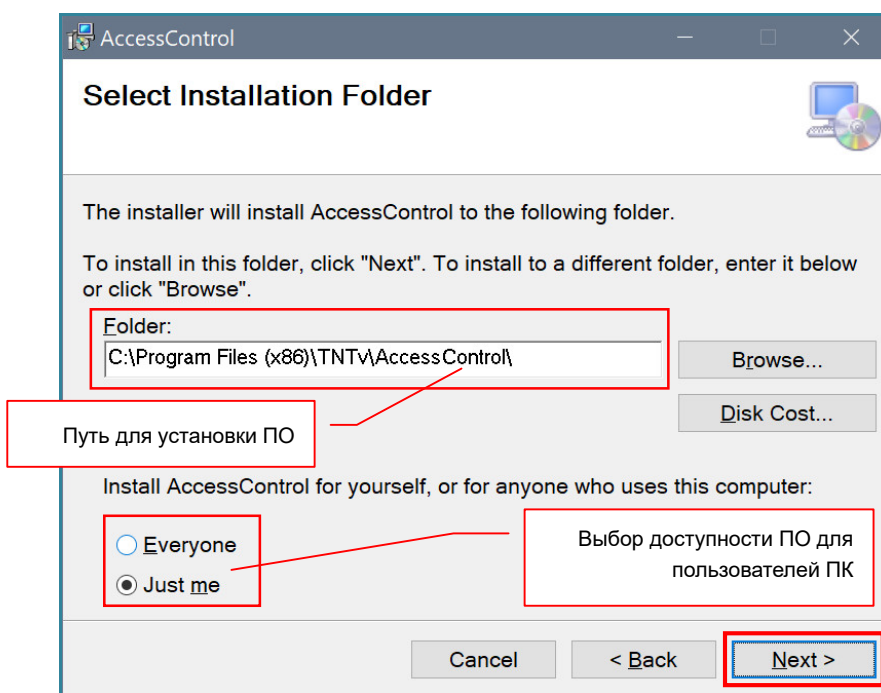 AccessControl
Select Installation Folder
The installer will install AccessControl to the following folder.
To install in this folder, click "Next". To install to a different folder, enter it below
or click "Browse".
Folder:
C:\Program Files (x86)\TNTv\AccessControl\
Browse...
Disk Cost...
Путь для установки ПО
Install AccessControl for yourself, or for anyone who uses this computer:
Everyone
Just me
Выбор доступности ПО для
пользователей ПК
Cancel
< Back
Next >